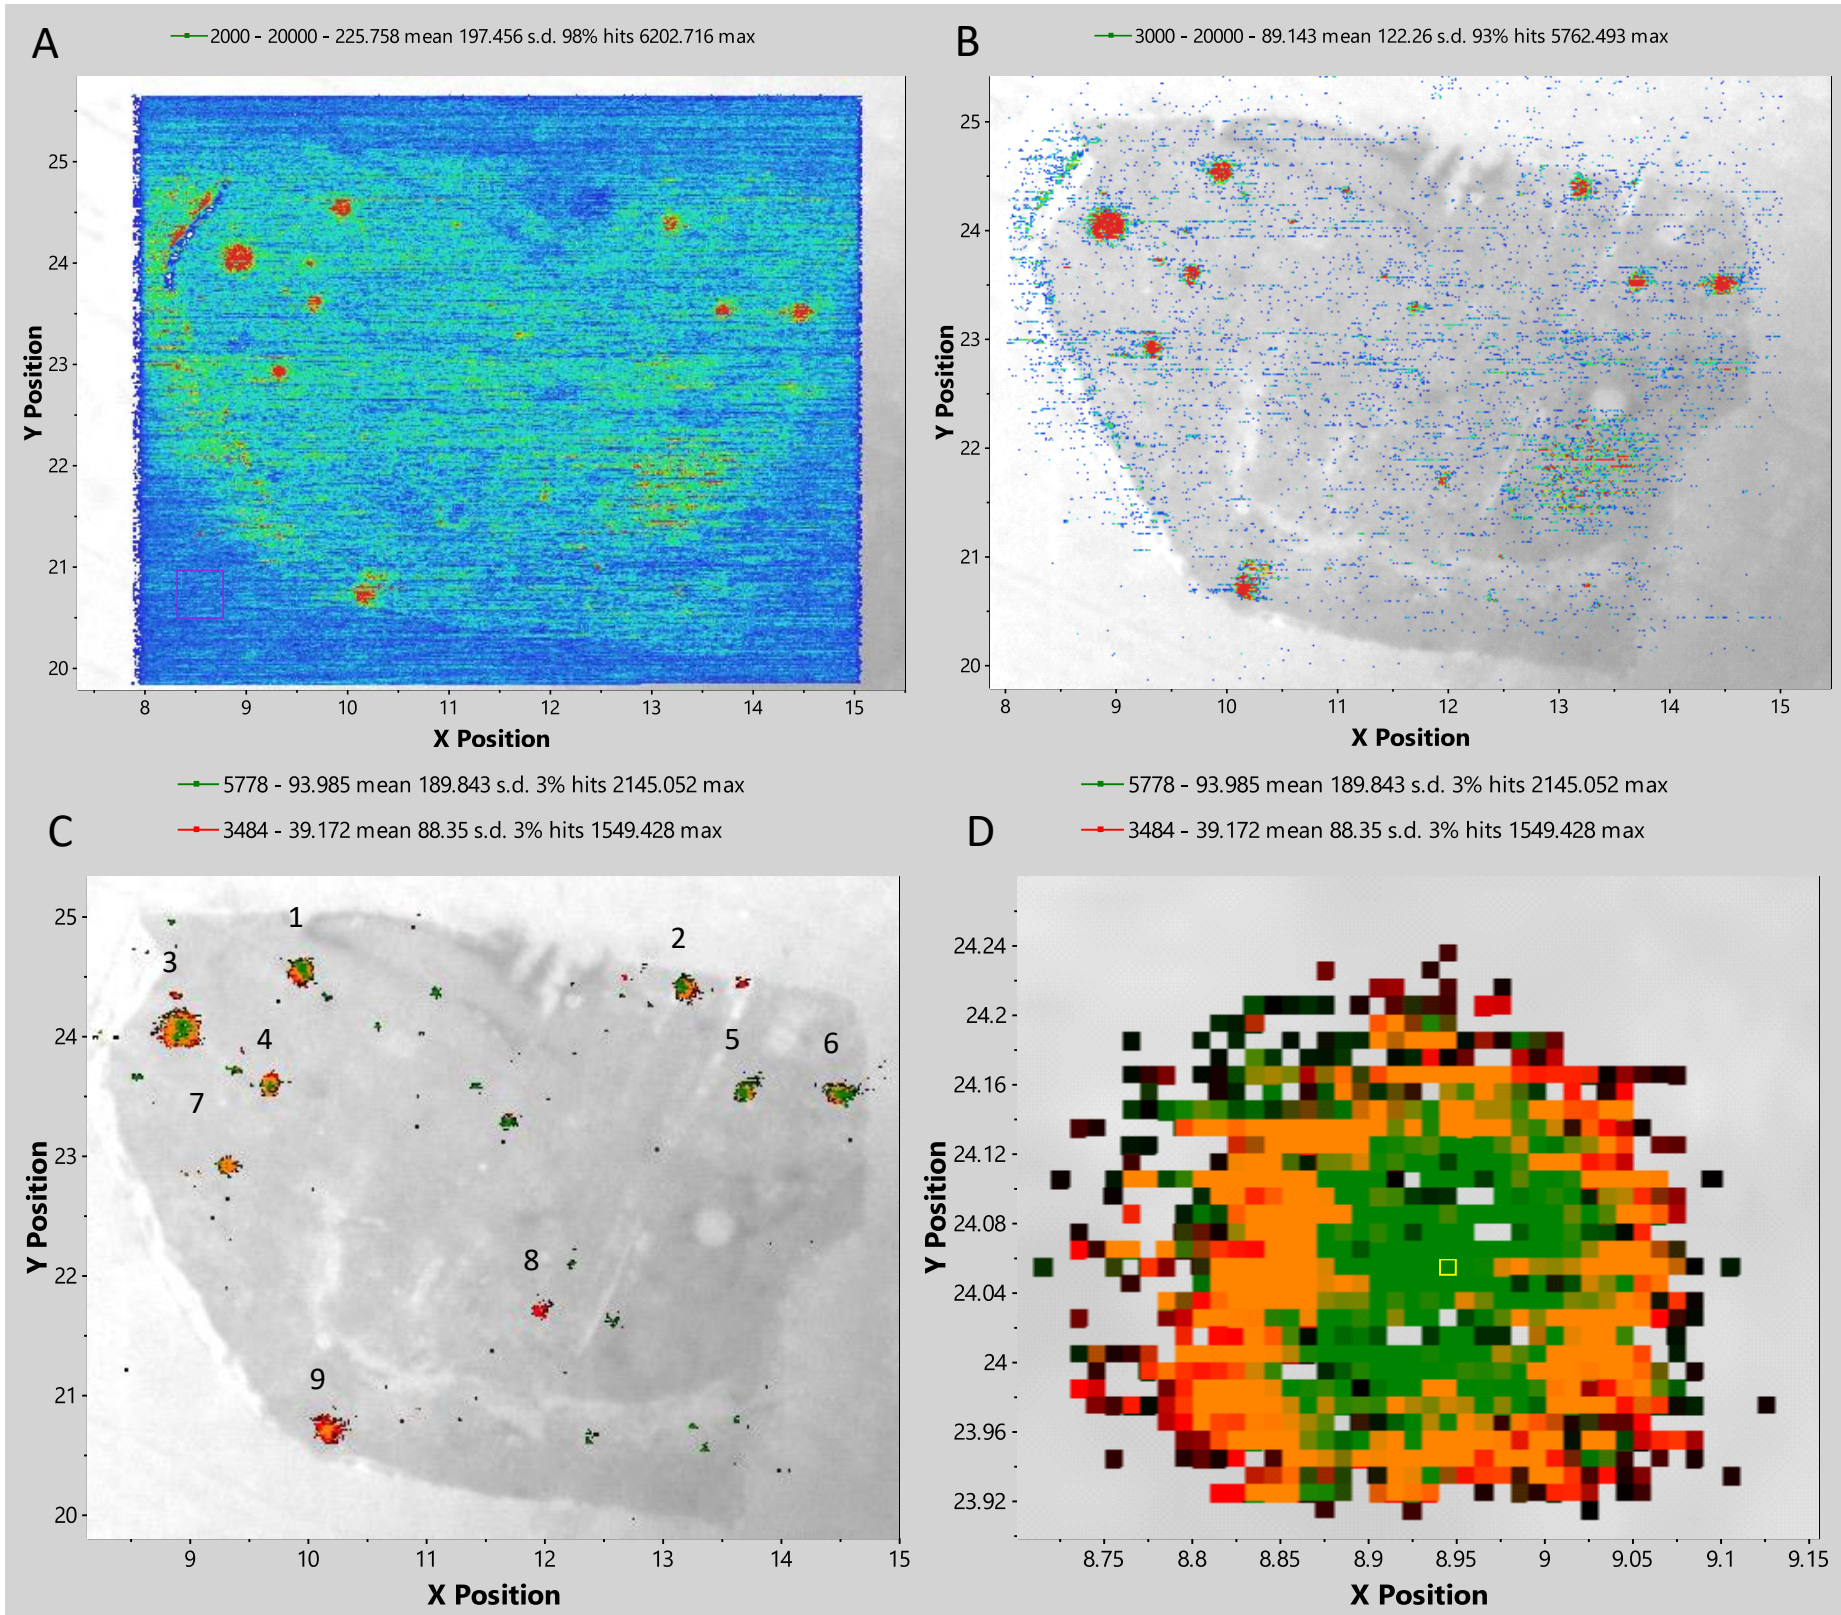 A
2000 - 20000 - 225.758 mean 197.456 s.d. 98% hits 6202.716 max
Y Position
25
24
23
22
21
20
8 9 10 11 12 13 14 15
X Position
B
3000 - 20000 - 89.143 mean 122.26 s.d. 93% hits 5762.493 max
Y Position
25
24
23
22
21
20
8 9 10 11 12 13 14 15
X Position
C
5778 - 93.985 mean 189.843 s.d. 3% hits 2145.052 max
3484 - 39.172 mean 88.35 s.d. 3% hits 1549.428 max
Y Position
25
24
23
22
21
20
1
2
3
4
5
6
7
8
9
9 10 11 12 13 14 15
X Position
D
5778 - 93.985 mean 189.843 s.d. 3% hits 2145.052 max
3484 - 39.172 mean 88.35 s.d. 3% hits 1549.428 max
Y Position
24.24
24.2
24.16
24.12
24.08
24.04
24
23.96
23.92
8.75 8.8 8.85 8.9 8.95 9 9.05 9.1 9.15
X Position